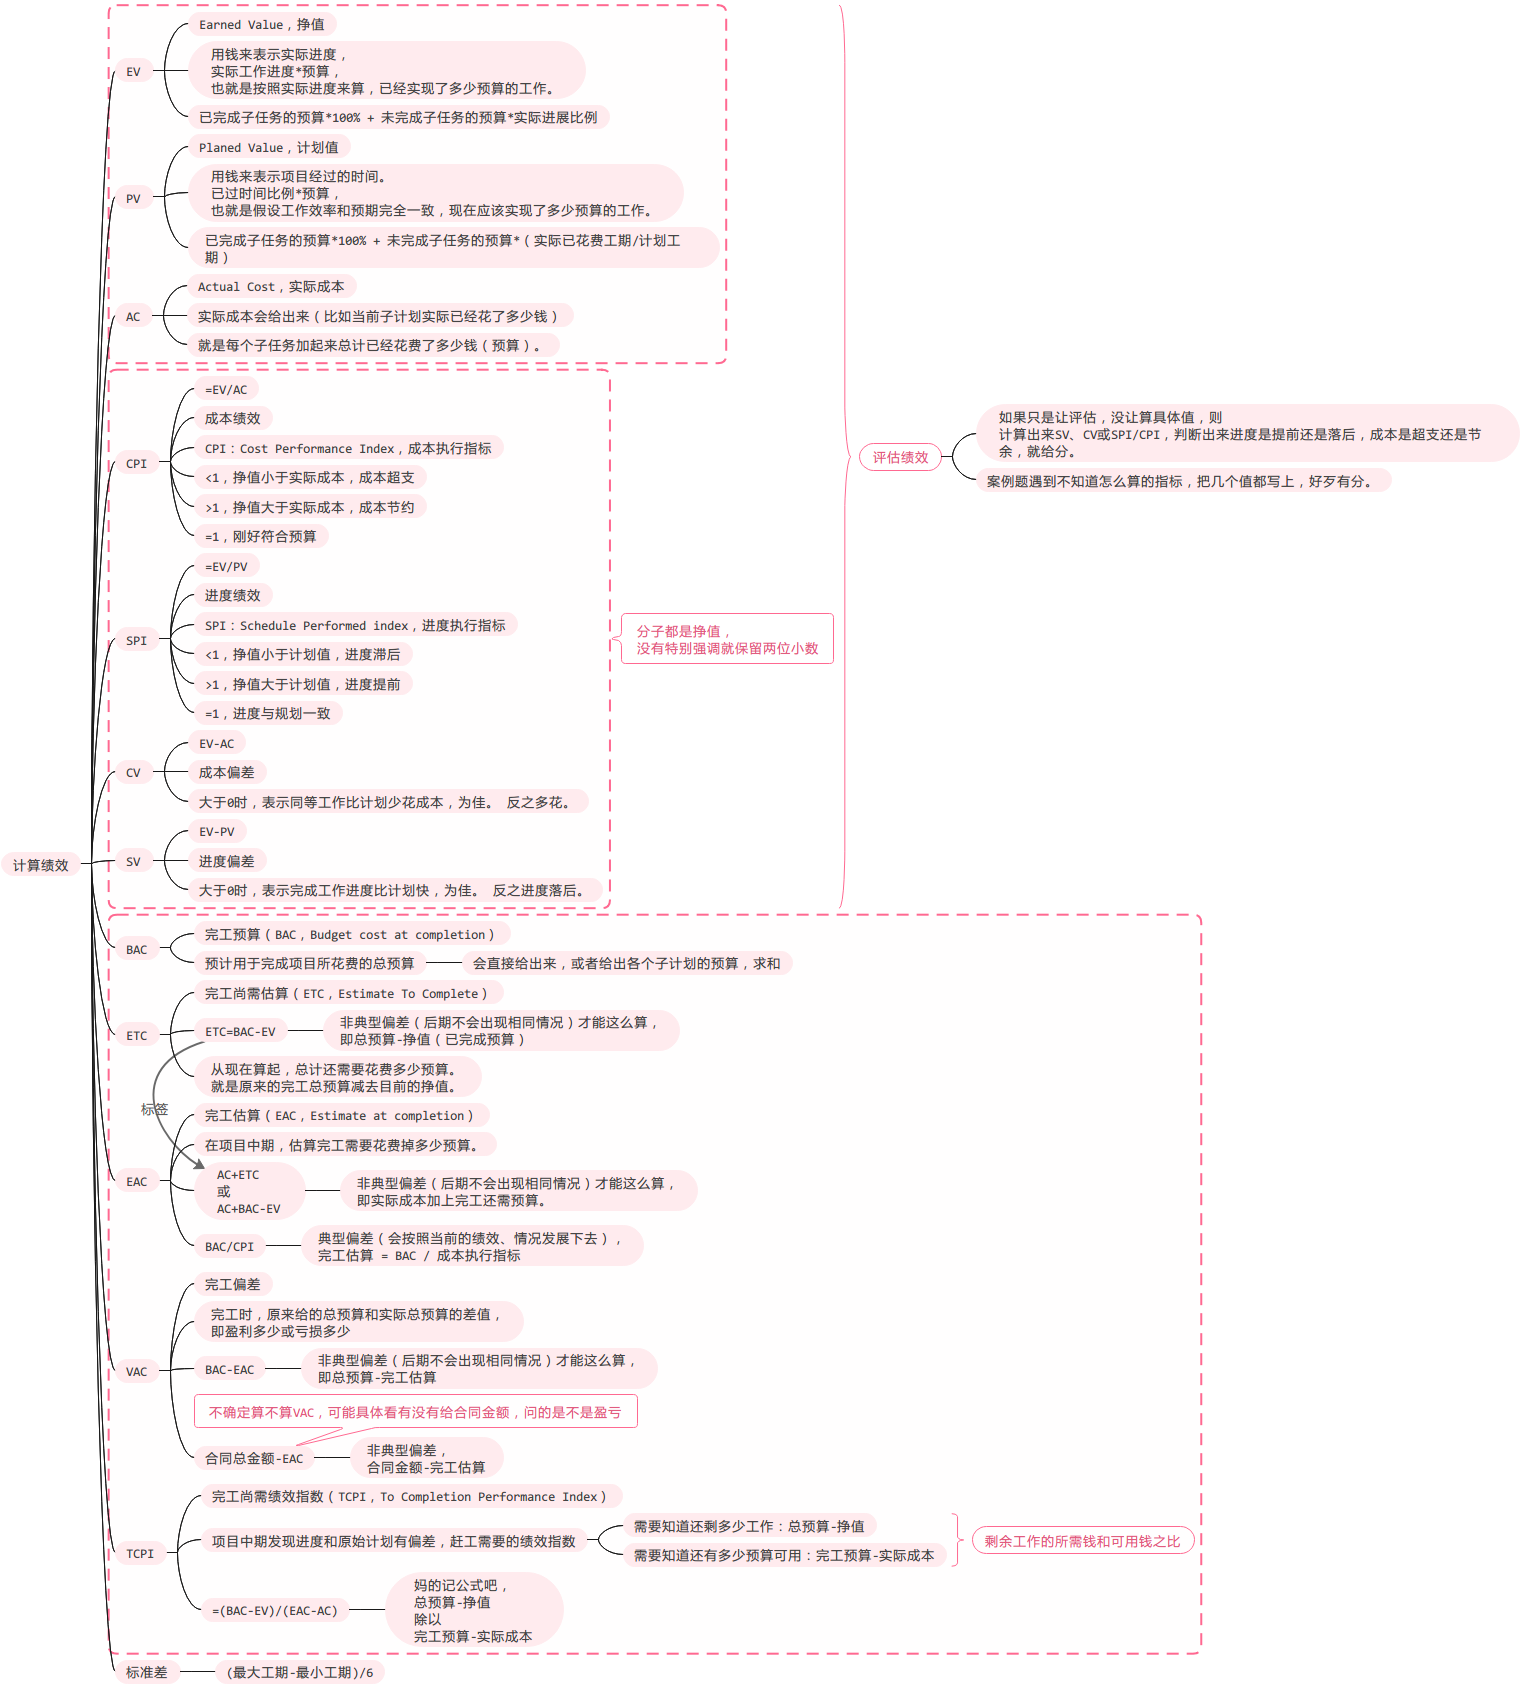 计算绩效
EV
Earned Value，挣值
用钱来表示实际进度，
实际工作进度*预算，
也就是按照实际进度来算，已经实现了多少预算的工作。
已完成子任务的预算*100% + 未完成子任务的预算*实际进展比例
PV
Planed Value，计划值
用钱来表示项目经过的时间。
已过时间比例*预算，
也就是假设工作效率和预期完全一致，现在应该实现了多少预算的工作。
已完成子任务的预算*100% + 未完成子任务的预算*（实际已花费工期/计划工
期）
AC
Actual Cost，实际成本
实际成本会给出来（比如当前子计划实际已经花了多少钱）
就是每个子任务加起来总计已经花费了多少钱（预算）。
CPI
=EV/AC
成本绩效
CPI：Cost Performance Index，成本执行指标
<1，挣值小于实际成本，成本超支
>1，挣值大于实际成本，成本节约
=1，刚好符合预算
SPI
=EV/PV
进度绩效
SPI：Schedule Performed index，进度执行指标
<1，挣值小于计划值，进度滞后
>1，挣值大于计划值，进度提前
=1，进度与规划一致
CV
EV-AC
成本偏差
大于0时，表示同等工作比计划少花成本，为佳。 反之多花。
SV
EV-PV
进度偏差
大于0时，表示完成工作进度比计划快，为佳。 反之进度落后。
分子都是挣值，
没有特别强调就保留两位小数
评估绩效
如果只是让评估，没让算具体值，则
计算出来SV、CV或SPI/CPI，判断出来进度是提前还是落后，成本是超支还是节
余，就给分。
案例题遇到不知道怎么算的指标，把几个值都写上，好歹有分。
BAC
完工预算（BAC，Budget cost at completion）
预计用于完成项目所花费的总预算
会直接给出来，或者给出各个子计划的预算，求和
ETC
完工尚需估算（ETC，Estimate To Complete）
ETC=BAC-EV
非典型偏差（后期不会出现相同情况）才能这么算，
即总预算-挣值（已完成预算）
从现在算起，总计还需要花费多少预算。
就是原来的完工总预算减去目前的挣值。
标签
EAC
完工估算（EAC，Estimate at completion）
在项目中期，估算完工需要花费掉多少预算。
AC+ETC
或
AC+BAC-EV
非典型偏差（后期不会出现相同情况）才能这么算，
即实际成本加上完工还需预算。
BAC/CPI
典型偏差（会按照当前的绩效、情况发展下去），
完工估算 = BAC / 成本执行指标
VAC
完工偏差
完工时，原来给的总预算和实际总预算的差值，
即盈利多少或亏损多少
BAC-EAC
非典型偏差（后期不会出现相同情况）才能这么算，
即总预算-完工估算
不确定算不算VAC，可能具体看有没有给合同金额，问的是不是盈亏
合同总金额-EAC
非典型偏差，
合同金额-完工估算
TCPI
完工尚需绩效指数（TCPI，To Completion Performance Index）
项目中期发现进度和原始计划有偏差，赶工需要的绩效指数
需要知道还剩多少工作：总预算-挣值
需要知道还有多少预算可用：完工预算-实际成本
剩余工作的所需钱和可用钱之比
=(BAC-EV)/(EAC-AC)
妈的记公式吧，
总预算-挣值
除以
完工预算-实际成本
标准差
(最大工期-最小工期)/6